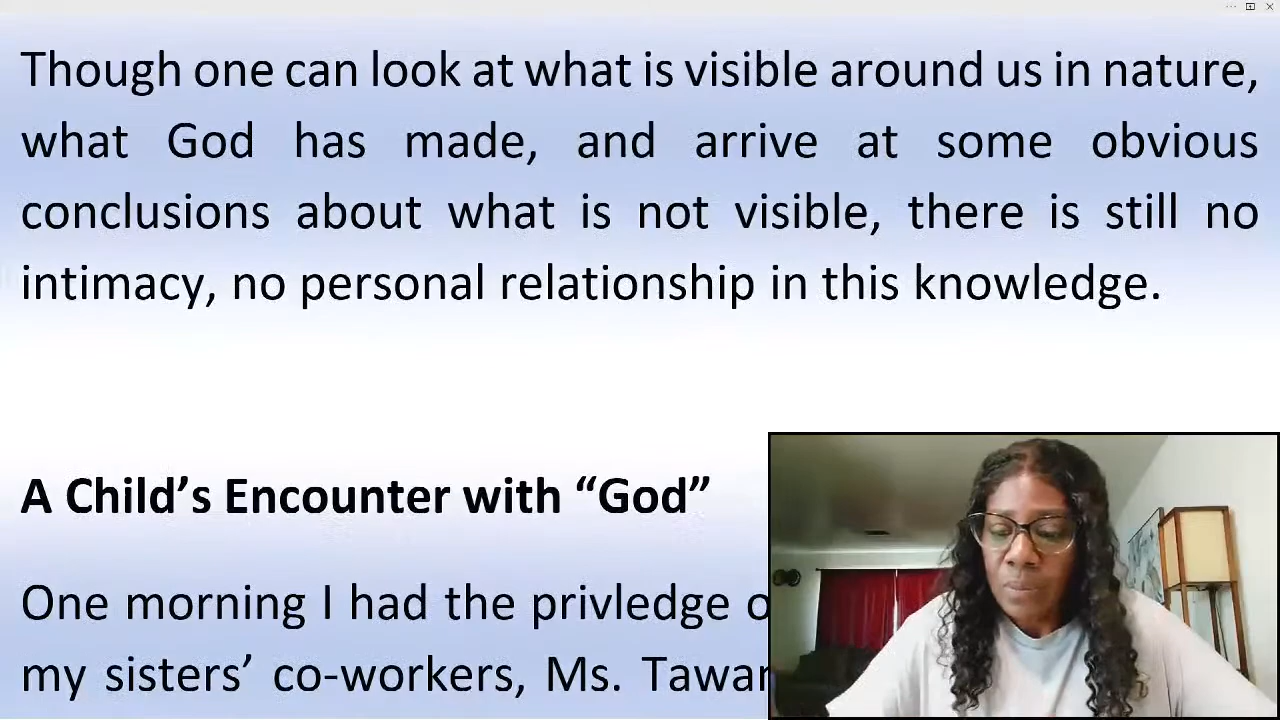 Though one can look at what is visible around us in nature,
what God has made, and arrive at some obvious
conclusions about what is not visible, there is still no
intimacy, no personal relationship in this knowledge.
A Child’s Encounter with “God”
One morning I had the privledge
my sisters’ co-workers, Ms.